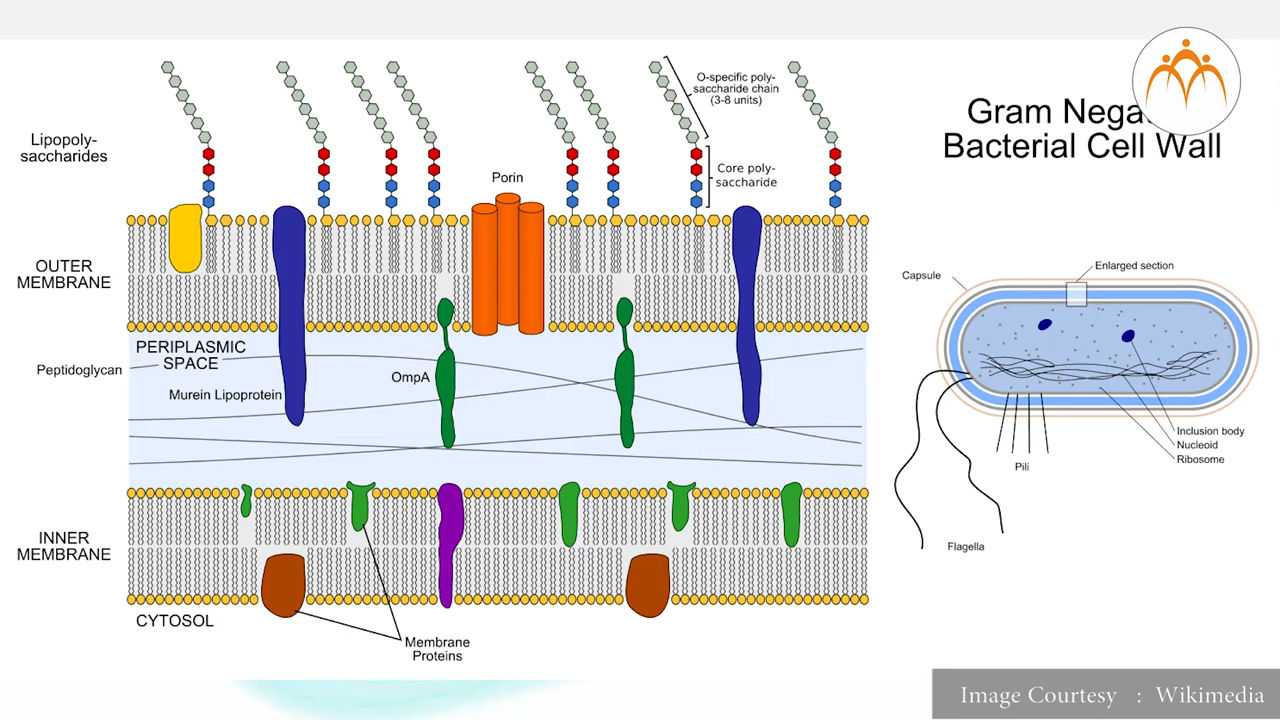 Gram Nega
Bacterial Cell Wall
O-specific poly-
saccharide chain
(3-8 units)
Lipopoly-
saccharides
Core poly-
saccharide
Porin
OUTER
MEMBRANE
PERIPLASMIC
SPACE
Peptidoglycan
OmpA
Murein Lipoprotein
INNER
MEMBRANE
CYTOSOL
Membrane
Proteins
Enlarged section
Capsule
Inclusion body
Nucleoid
Ribosome
Pili
Flagella
Image Courtesy : Wikimedia